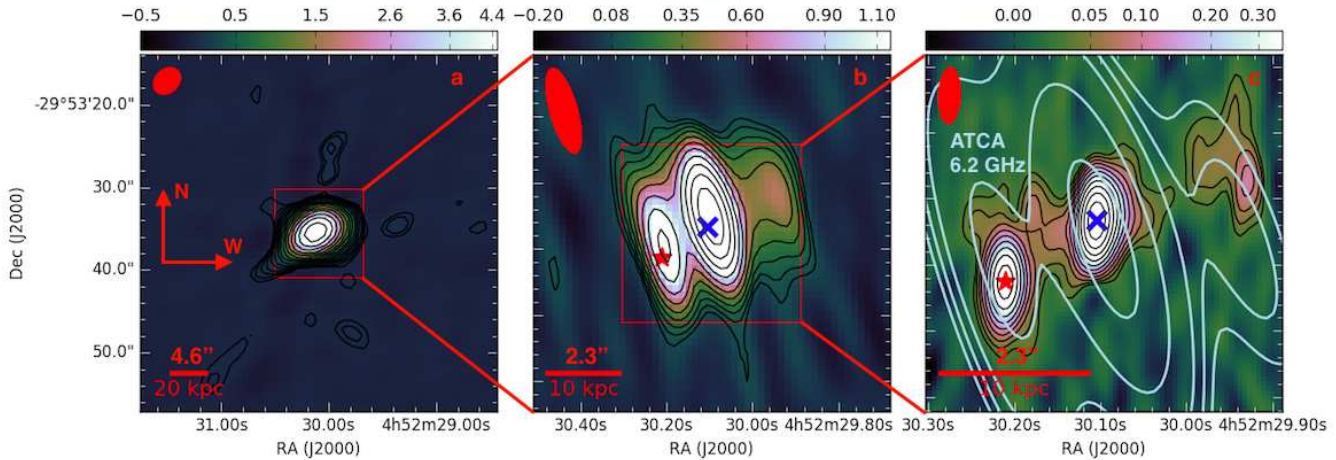 −0.5 0.5 1.5 2.6 3.6 4.4
−0.20 0.08 0.35 0.60 0.90 1.10
0.00 0.05 0.10 0.20 0.30
a
b
c
-29°53'20.0"
30.0"
40.0"
50.0"
Dec (J2000)
N
W
4.6”
20 kpc
31.00s 30.00s 4h52m29.00s
RA (J2000)
2.3”
10 kpc
30.40s 30.20s 30.00s 4h52m29.80s
RA (J2000)
ATCA
6.2 GHz
2.3”
10 kpc
30.30s 30.20s 30.10s 30.00s 4h52m29.90s
RA (J2000)